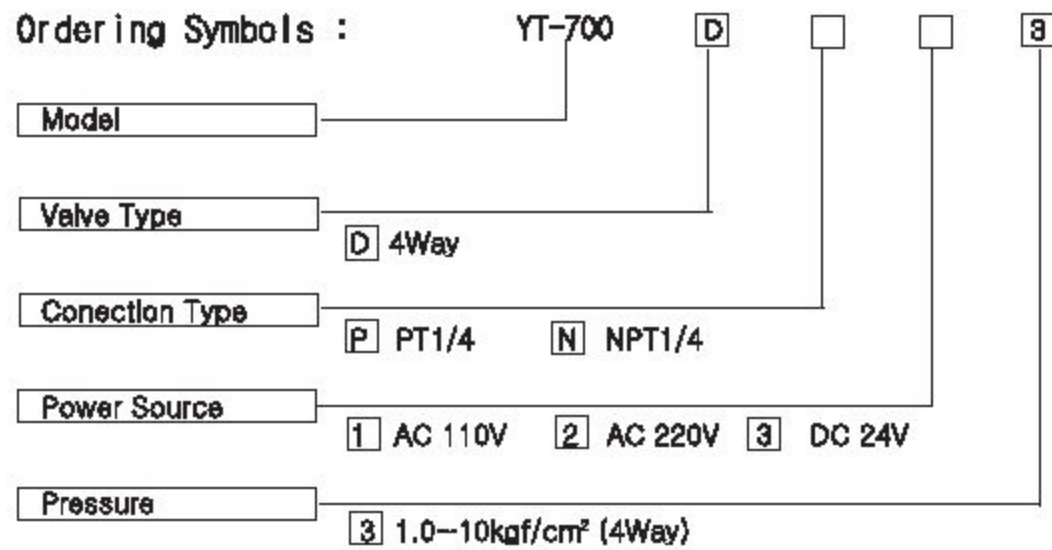 Ordering Symbols : YT-700 D 3
Model
Valve Type
D 4Way
Conection Type
P PT1/4 N NPT1/4
Power Source
1 AC 110V 2 AC 220V 3 DC 24V
Pressure
3 1.0-10kgf/cm² (4Way)